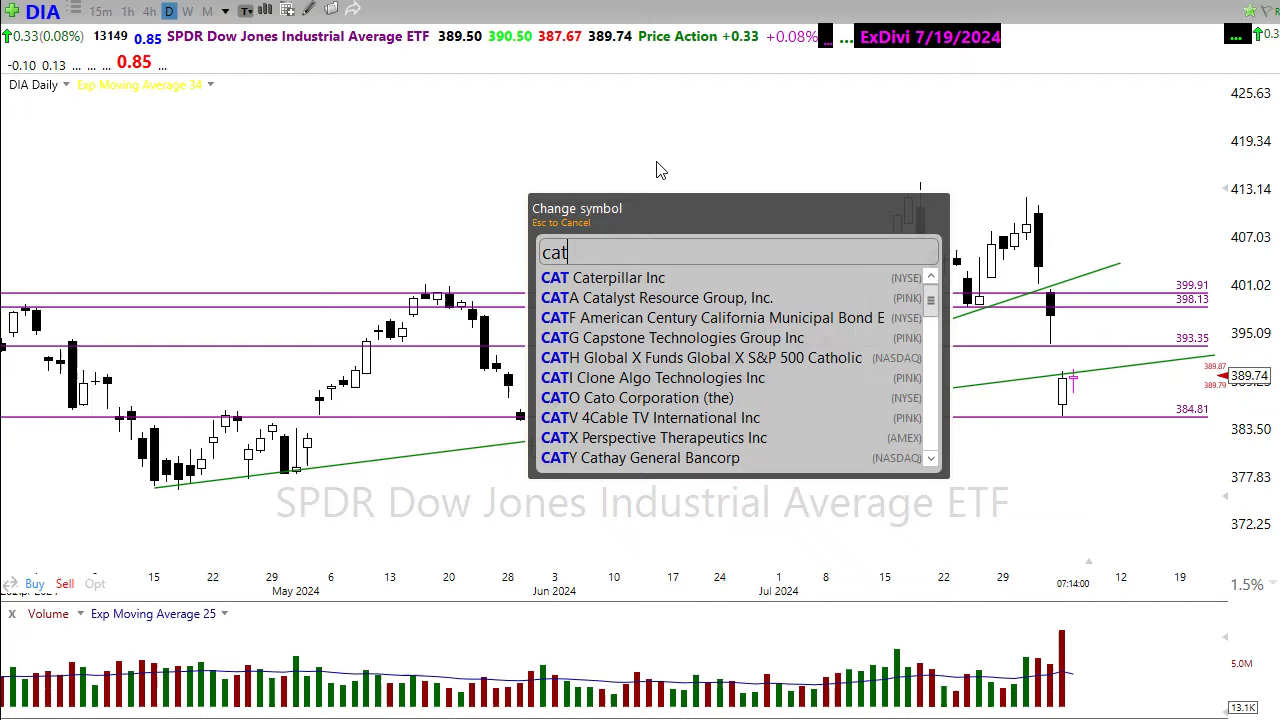 DIA 15m 1h 4h D W M T
0.33(0.08%) 13149 0.85 SPDR Dow Jones Industrial Average ETF 389.50 390.50 387.67 389.74 Price Action +0.33 +0.08% ... ... ExDivi 7/19/2024 ... 0.3
-0.10 0.13 ... ... ... 0.85 ...
DIA Daily Exp Moving Average 34
425.63
419.34
413.14
407.03
401.02
395.09
383.50
377.83
372.25
399.91
398.13
393.35
389.87
389.74
389.79
384.81
Change symbol
Esc to Cancel
cat
CAT Caterpillar Inc (NYSE)
CATA Catalyst Resource Group, Inc. (PINK)
CATF American Century California Municipal Bond E (NYSE)
CATG Capstone Technologies Group Inc (PINK)
CATH Global X Funds Global X S&P 500 Catholic (NASDAQ)
CATI Clone Algo Technologies Inc (PINK)
CATO Cato Corporation (the) (NYSE)
CATV 4Cable TV International Inc (PINK)
CATX Perspective Therapeutics Inc (AMEX)
CATY Cathay General Bancorp (NASDAQ)
SPDR Dow Jones Industrial Average ETF
15 22 29 6 13 20 28 3 10 17 24 1 8 15 22 29 07:14:00 12 19
Buy Sell Opt 1.5%
May 2024 Jun 2024 Jul 2024
X Volume Exp Moving Average 25
5.0M
13.1K